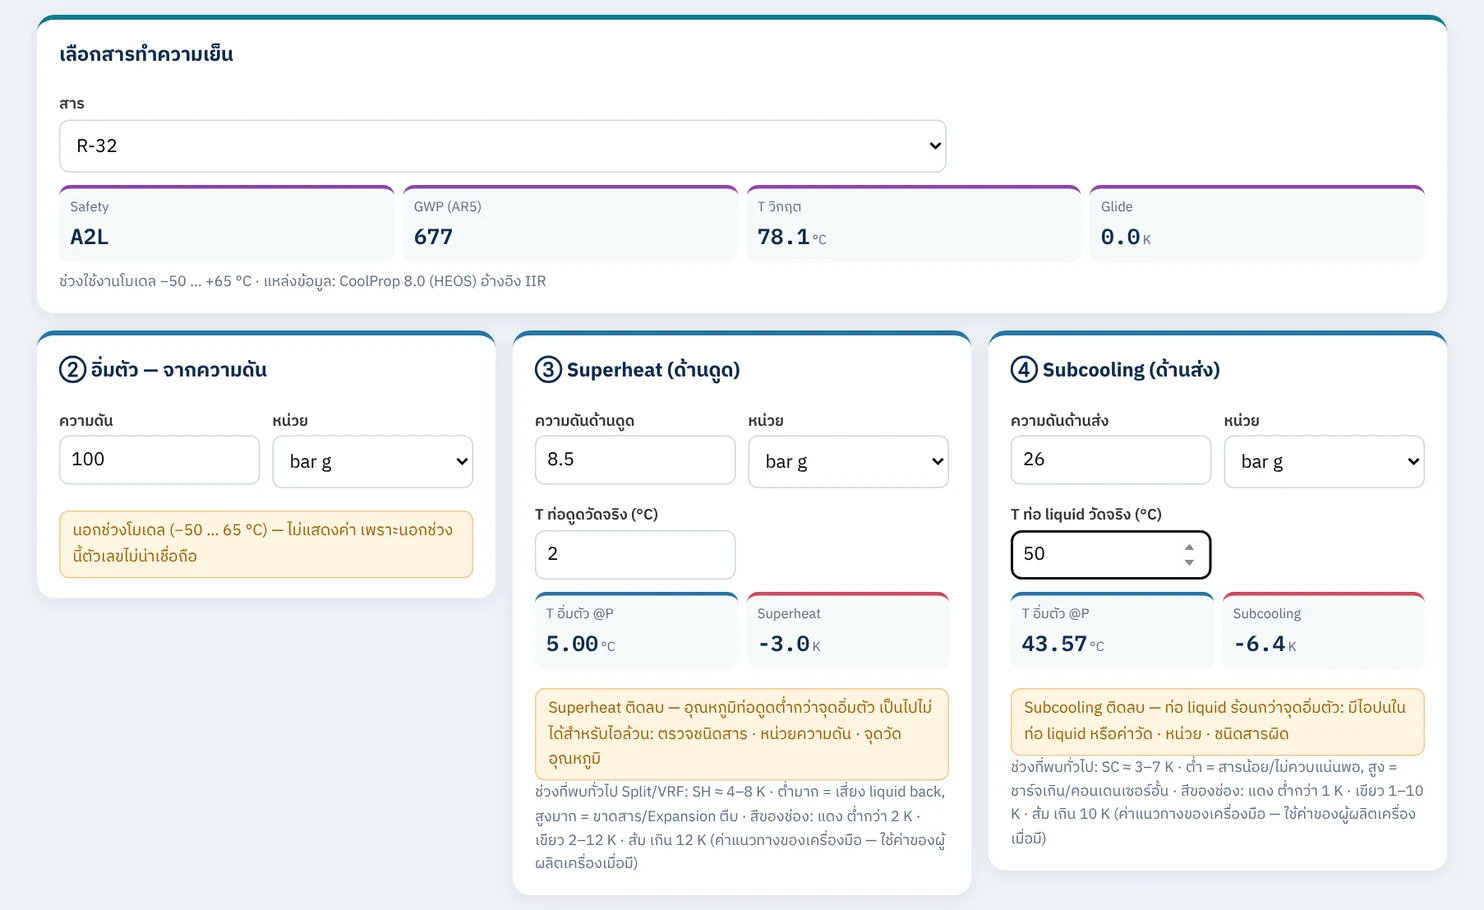 เลือกสารทำความเย็น
สาร
R-32
Safety
A2L
GWP (AR5)
677
T วิกฤต
78.1 °C
Glide
0.0 K
ช่วงใช้งานโมเดล −50 … +65 °C · แหล่งข้อมูล: CoolProp 8.0 (HEOS) อ้างอิง IIR
② อิ่มตัว — จากความดัน
ความดัน
หน่วย
100
bar g
นอกช่วงโมเดล (−50 … 65 °C) — ไม่แสดงค่า เพราะนอกช่วง
นี้ตัวเลขไม่น่าเชื่อถือ
③ Superheat (ด้านดูด)
ความดันด้านดูด
หน่วย
8.5
bar g
T ท่อดูดวัดจริง (°C)
2
T อิ่มตัว @P
5.00 °C
Superheat
-3.0 K
Superheat ติดลบ — อุณหภูมิท่อดูดต่ำกว่าจุดอิ่มตัว เป็นไปไม่
ได้สำหรับไอล้วน: ตรวจชนิดสาร · หน่วยความดัน · จุดวัด
อุณหภูมิ
ช่วงที่พบทั่วไป Split/VRF: SH ≈ 4–8 K · ต่ำมาก = เสี่ยง liquid back,
สูงมาก = ขาดสาร/Expansion ตีบ · สีของช่อง: แดง ต่ำกว่า 2 K ·
เขียว 2–12 K · ส้ม เกิน 12 K (ค่าแนวทางของเครื่องมือ — ใช้ค่าของผู้
ผลิตเครื่องเมื่อมี)
④ Subcooling (ด้านส่ง)
ความดันด้านส่ง
หน่วย
26
bar g
T ท่อ liquid วัดจริง (°C)
50
T อิ่มตัว @P
43.57 °C
Subcooling
-6.4 K
Subcooling ติดลบ — ท่อ liquid ร้อนกว่าจุดอิ่มตัว: มีไอปนใน
ท่อ liquid หรือค่าวัด · หน่วย · ชนิดสารผิด
ช่วงที่พบทั่วไป: SC ≈ 3–7 K · ต่ำ = สารน้อย/ไม่ควบแน่นพอ, สูง =
ชาร์จเกิน/คอนเดนเซอร์อั้น · สีของช่อง: แดง ต่ำกว่า 1 K · เขียว 1–10
K · ส้ม เกิน 10 K (ค่าแนวทางของเครื่องมือ — ใช้ค่าของผู้ผลิตเครื่อง
เมื่อมี)